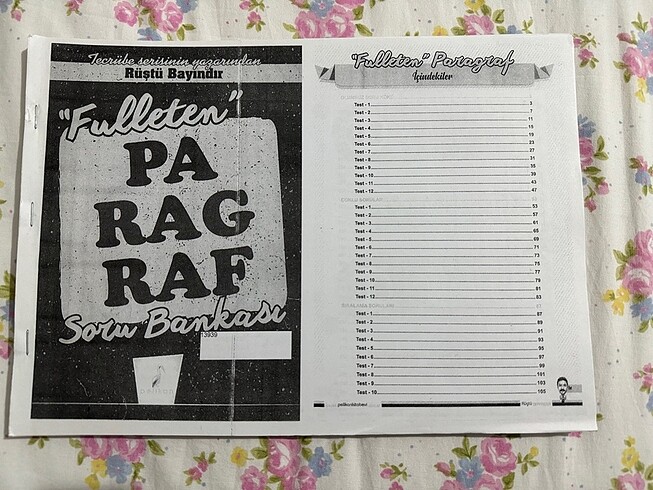 Tecrübe serisinin yazarından
Rüştü Bayındır
"Fulleten"
PA
RAG
RAF
Soru Bankası
13939
"Fulleten" Paragraf
İçindekiler
Test - 1 3
Test - 2 7
Test - 3 11
Test - 4 15
Test - 5 19
Test - 6 23
Test - 7 27
Test - 8 31
Test - 9 35
Test - 10 39
Test - 11 43
Test - 12 47
Test - 1 53
Test - 2 57
Test - 3 61
Test - 4 65
Test - 5 69
Test - 6 71
Test - 7 73
Test - 8 75
Test - 9 77
Test - 10 79
Test - 11 81
Test - 12 83
SIRALAMA SORULARI
Test - 1 87
Test - 2 89
Test - 3 91
Test - 4 93
Test - 5 95
Test - 6 97
Test - 7 99
Test - 8 101
Test - 9 103
Test - 10 105